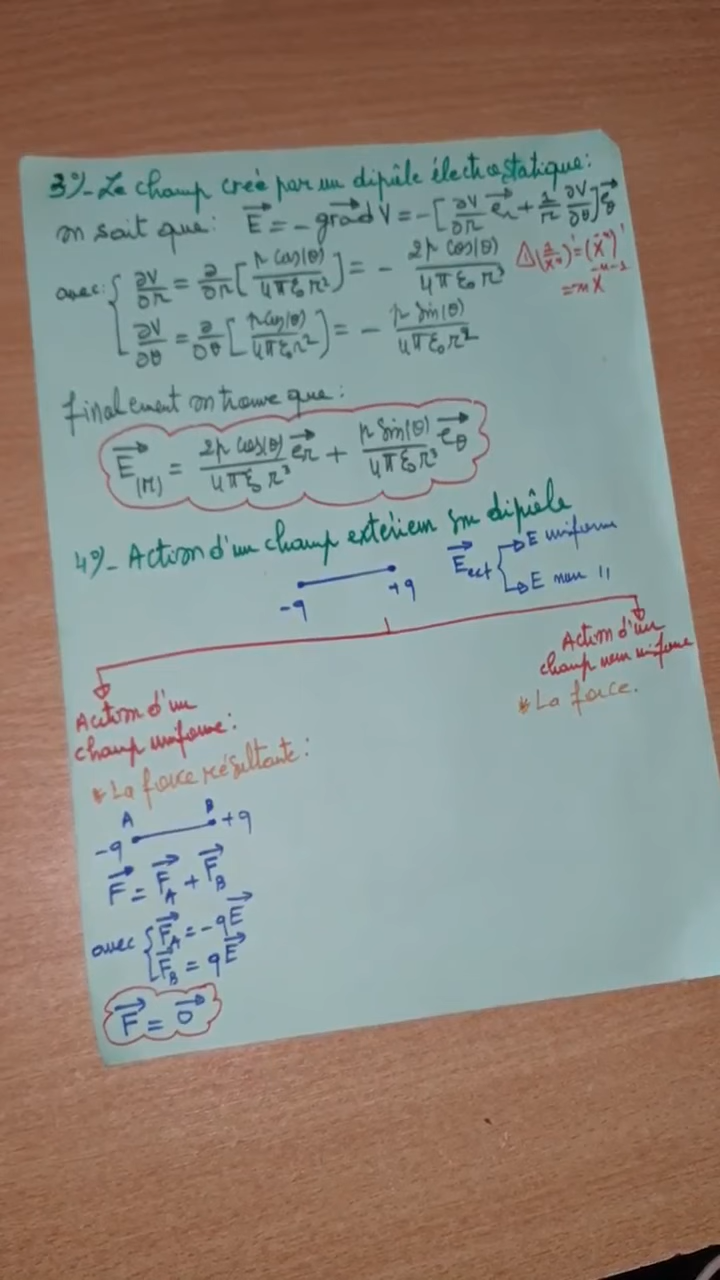 3°/- Le champ créé par un dipôle électrostatique:
on sait que: E⃗ = - grad⃗ V = - [∂V/∂r e⃗r + 1/r ∂V/∂θ] e⃗θ
avec: { ∂V/∂r = ∂/∂r [p cos(θ)/4πε₀r²] = - 2p cos(θ)/4πε₀r³
∂V/∂θ = ∂/∂θ [p cos(θ)/4πε₀r²] = - p sin(θ)/4πε₀r²
⚠(1/xⁿ)' = (x⁻ⁿ)'
= -n x⁻ⁿ⁻¹
finalement on trouve que:
E⃗(M) = 2p cos(θ)/4πε₀r³ e⃗r + p sin(θ)/4πε₀r³ e⃗θ
4°/- Action d'un champ extérieur sur dipôle
-q +q
E⃗ext { → E uniforme
→ E non //
Action d'un
champ uniforme:
* La force résultante:
A B
-q +q
F⃗ = F⃗A + F⃗B
avec { F⃗A = -qE⃗
F⃗B = qE⃗
F⃗ = 0⃗
Action d'un
champ non uniforme
* La force.